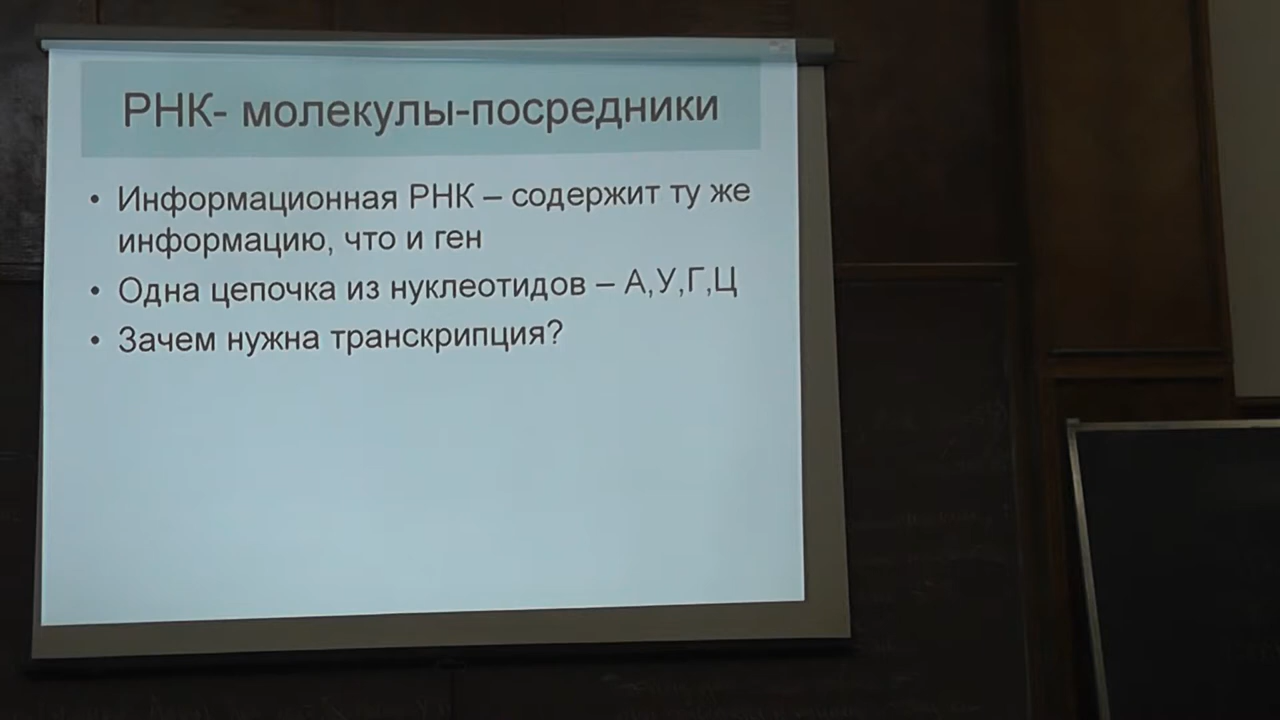 РНК- молекулы-посредники
• Информационная РНК – содержит ту же
информацию, что и ген
• Одна цепочка из нуклеотидов – А,У,Г,Ц
• Зачем нужна транскрипция?